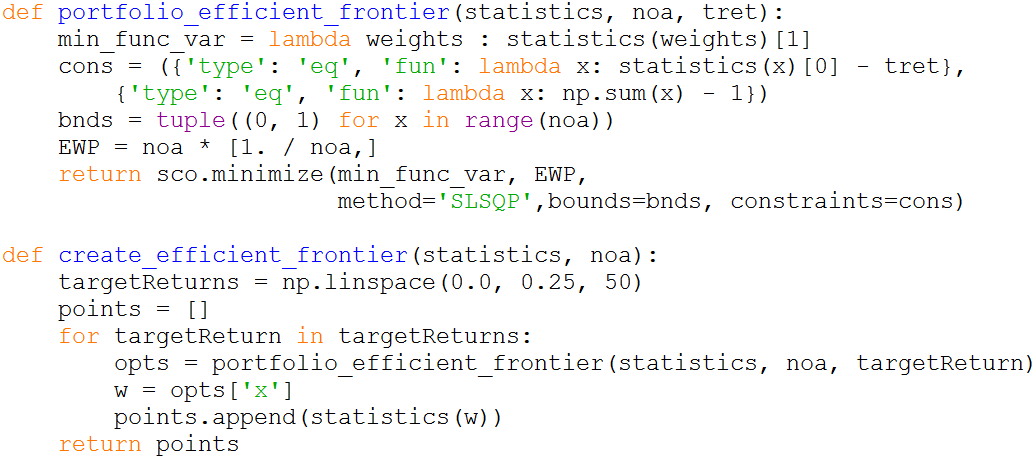 def portfolio_efficient_frontier(statistics, noa, tret):
    min_func_var = lambda weights : statistics(weights)[1]
    cons = ({'type': 'eq', 'fun': lambda x: statistics(x)[0] - tret},
        {'type': 'eq', 'fun': lambda x: np.sum(x) - 1})
    bnds = tuple((0, 1) for x in range(noa))
    EWP = noa * [1. / noa,]
    return sco.minimize(min_func_var, EWP,
                        method='SLSQP',bounds=bnds, constraints=cons)

def create_efficient_frontier(statistics, noa):
    targetReturns = np.linspace(0.0, 0.25, 50)
    points = []
    for targetReturn in targetReturns:
        opts = portfolio_efficient_frontier(statistics, noa, targetReturn)
        w = opts['x']
        points.append(statistics(w))
    return points